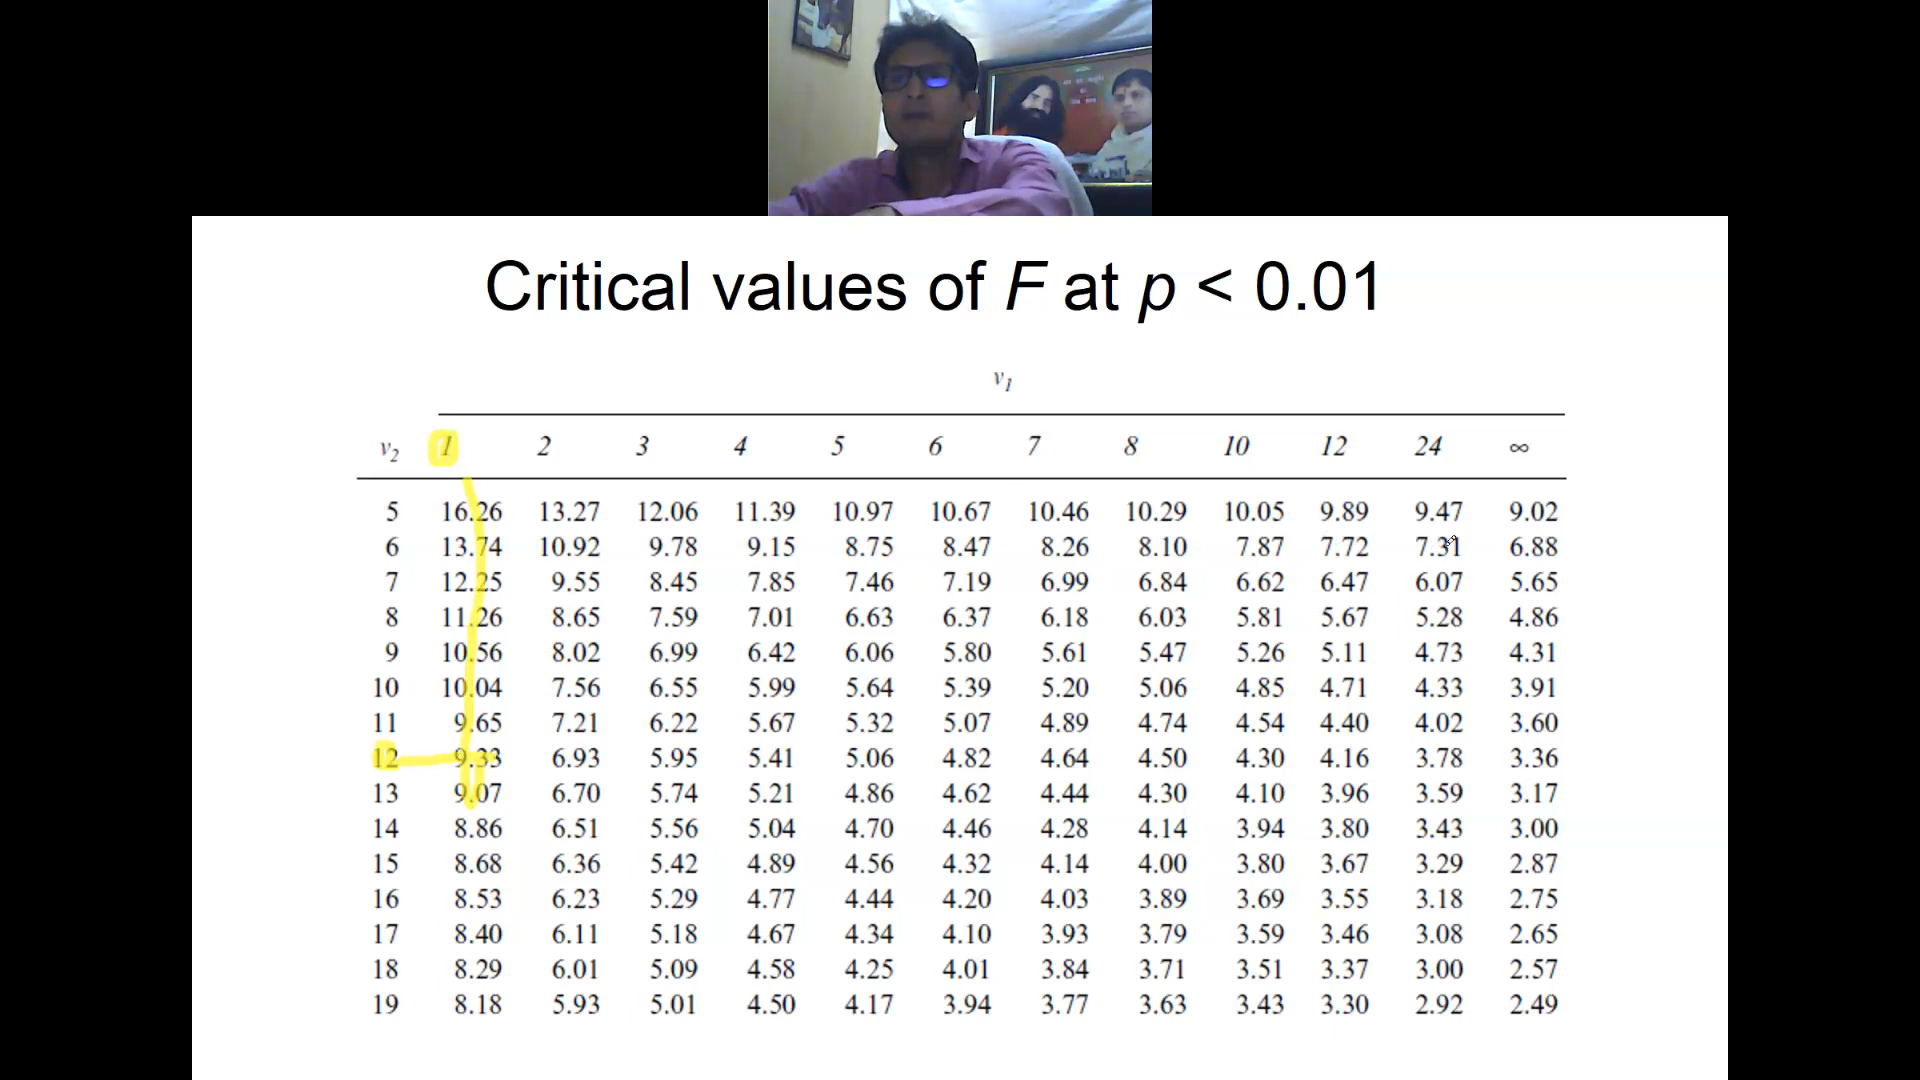 Critical values of F at p < 0.01
v1
v2 1 2 3 4 5 6 7 8 10 12 24 ∞
5 16.26 13.27 12.06 11.39 10.97 10.67 10.46 10.29 10.05 9.89 9.47 9.02
6 13.74 10.92 9.78 9.15 8.75 8.47 8.26 8.10 7.87 7.72 7.31 6.88
7 12.25 9.55 8.45 7.85 7.46 7.19 6.99 6.84 6.62 6.47 6.07 5.65
8 11.26 8.65 7.59 7.01 6.63 6.37 6.18 6.03 5.81 5.67 5.28 4.86
9 10.56 8.02 6.99 6.42 6.06 5.80 5.61 5.47 5.26 5.11 4.73 4.31
10 10.04 7.56 6.55 5.99 5.64 5.39 5.20 5.06 4.85 4.71 4.33 3.91
11 9.65 7.21 6.22 5.67 5.32 5.07 4.89 4.74 4.54 4.40 4.02 3.60
12 9.33 6.93 5.95 5.41 5.06 4.82 4.64 4.50 4.30 4.16 3.78 3.36
13 9.07 6.70 5.74 5.21 4.86 4.62 4.44 4.30 4.10 3.96 3.59 3.17
14 8.86 6.51 5.56 5.04 4.70 4.46 4.28 4.14 3.94 3.80 3.43 3.00
15 8.68 6.36 5.42 4.89 4.56 4.32 4.14 4.00 3.80 3.67 3.29 2.87
16 8.53 6.23 5.29 4.77 4.44 4.20 4.03 3.89 3.69 3.55 3.18 2.75
17 8.40 6.11 5.18 4.67 4.34 4.10 3.93 3.79 3.59 3.46 3.08 2.65
18 8.29 6.01 5.09 4.58 4.25 4.01 3.84 3.71 3.51 3.37 3.00 2.57
19 8.18 5.93 5.01 4.50 4.17 3.94 3.77 3.63 3.43 3.30 2.92 2.49